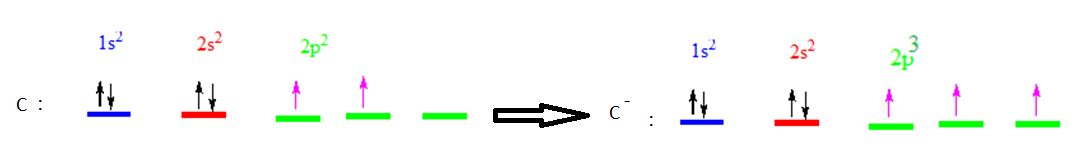 1s² 2s² 2p²
C :
1s² 2s² 2p³
C⁻ :